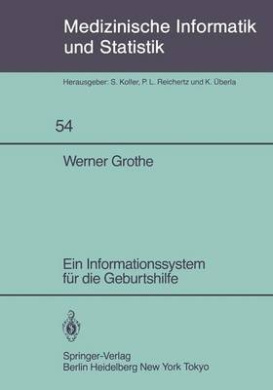 Medizinische Informatik
und Statistik
Herausgeber: S. Koller, P. L. Reichertz und K. Überla
54
Werner Grothe
Ein Informationssystem
für die Geburtshilfe
Springer-Verlag
Berlin Heidelberg New York Tokyo